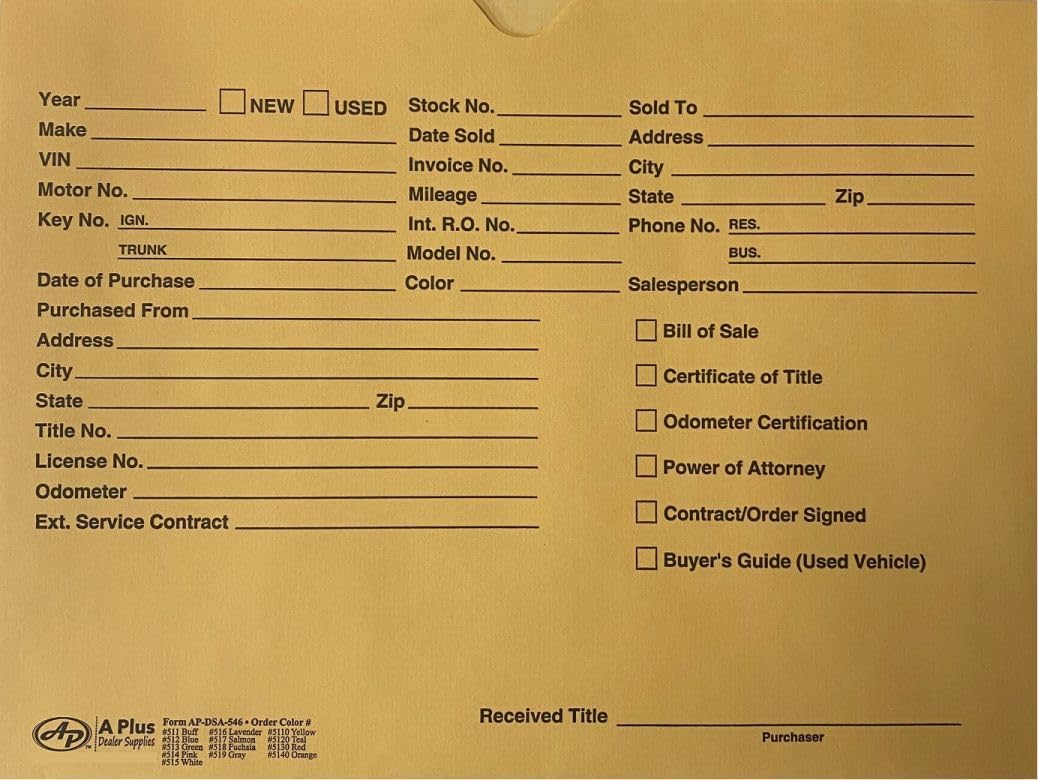 Year NEW USED Stock No. Sold To
Make Date Sold Address
VIN Invoice No. City
Motor No. Mileage State Zip
Key No. IGN. Int. R.O. No. Phone No. RES.
TRUNK Model No. BUS.
Date of Purchase Color Salesperson
Purchased From
Address
City
State Zip
Title No.
License No.
Odometer
Ext. Service Contract
Bill of Sale
Certificate of Title
Odometer Certification
Power of Attorney
Contract/Order Signed
Buyer's Guide (Used Vehicle)
Received Title
Purchaser
AP TM
A Plus
Dealer Supplies
Form AP-DSA-546 • Order Color #
#511 Buff #516 Lavender #5110 Yellow
#512 Blue #517 Salmon #5120 Teal
#513 Green #518 Fuchsia #5130 Red
#514 Pink #519 Gray #5140 Orange
#515 White